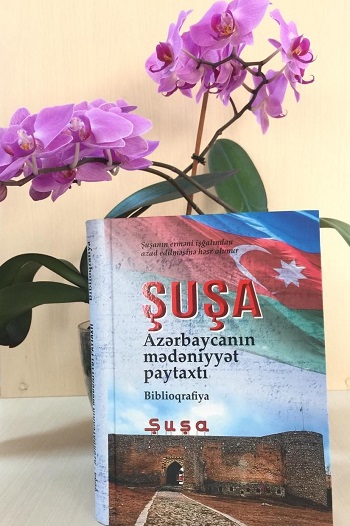 Şuşanın erməni işğalından
azad edilməsinə həsr olunur
ŞUŞA
Azərbaycanın
mədəniyyət
paytaxtı
Biblioqrafiya
Şuşa